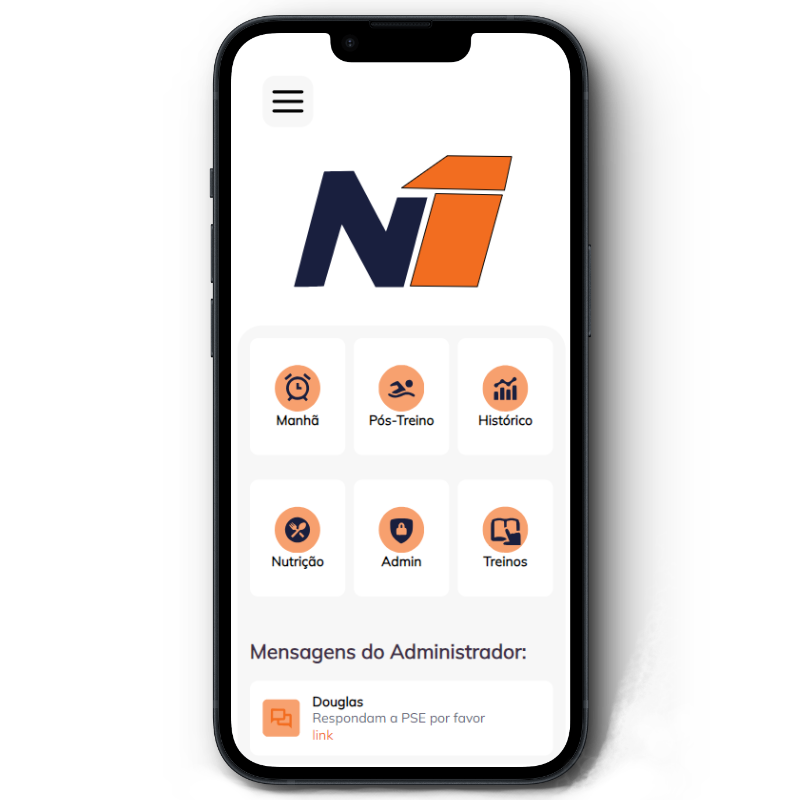 N1
Manhã
Pós-Treino
Histórico
Nutrição
Admin
Treinos
Mensagens do Administrador:
Douglas
Respondam a PSE por favor
link